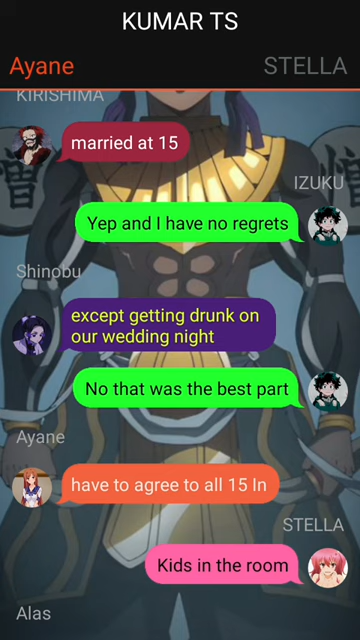 KUMAR TS
Ayane STELLA
KIRISHIMA
married at 15
IZUKU
Yep and I have no regrets
Shinobu
except getting drunk on
our wedding night
No that was the best part
Ayane
have to agree to all 15 In
STELLA
Kids in the room
Alas